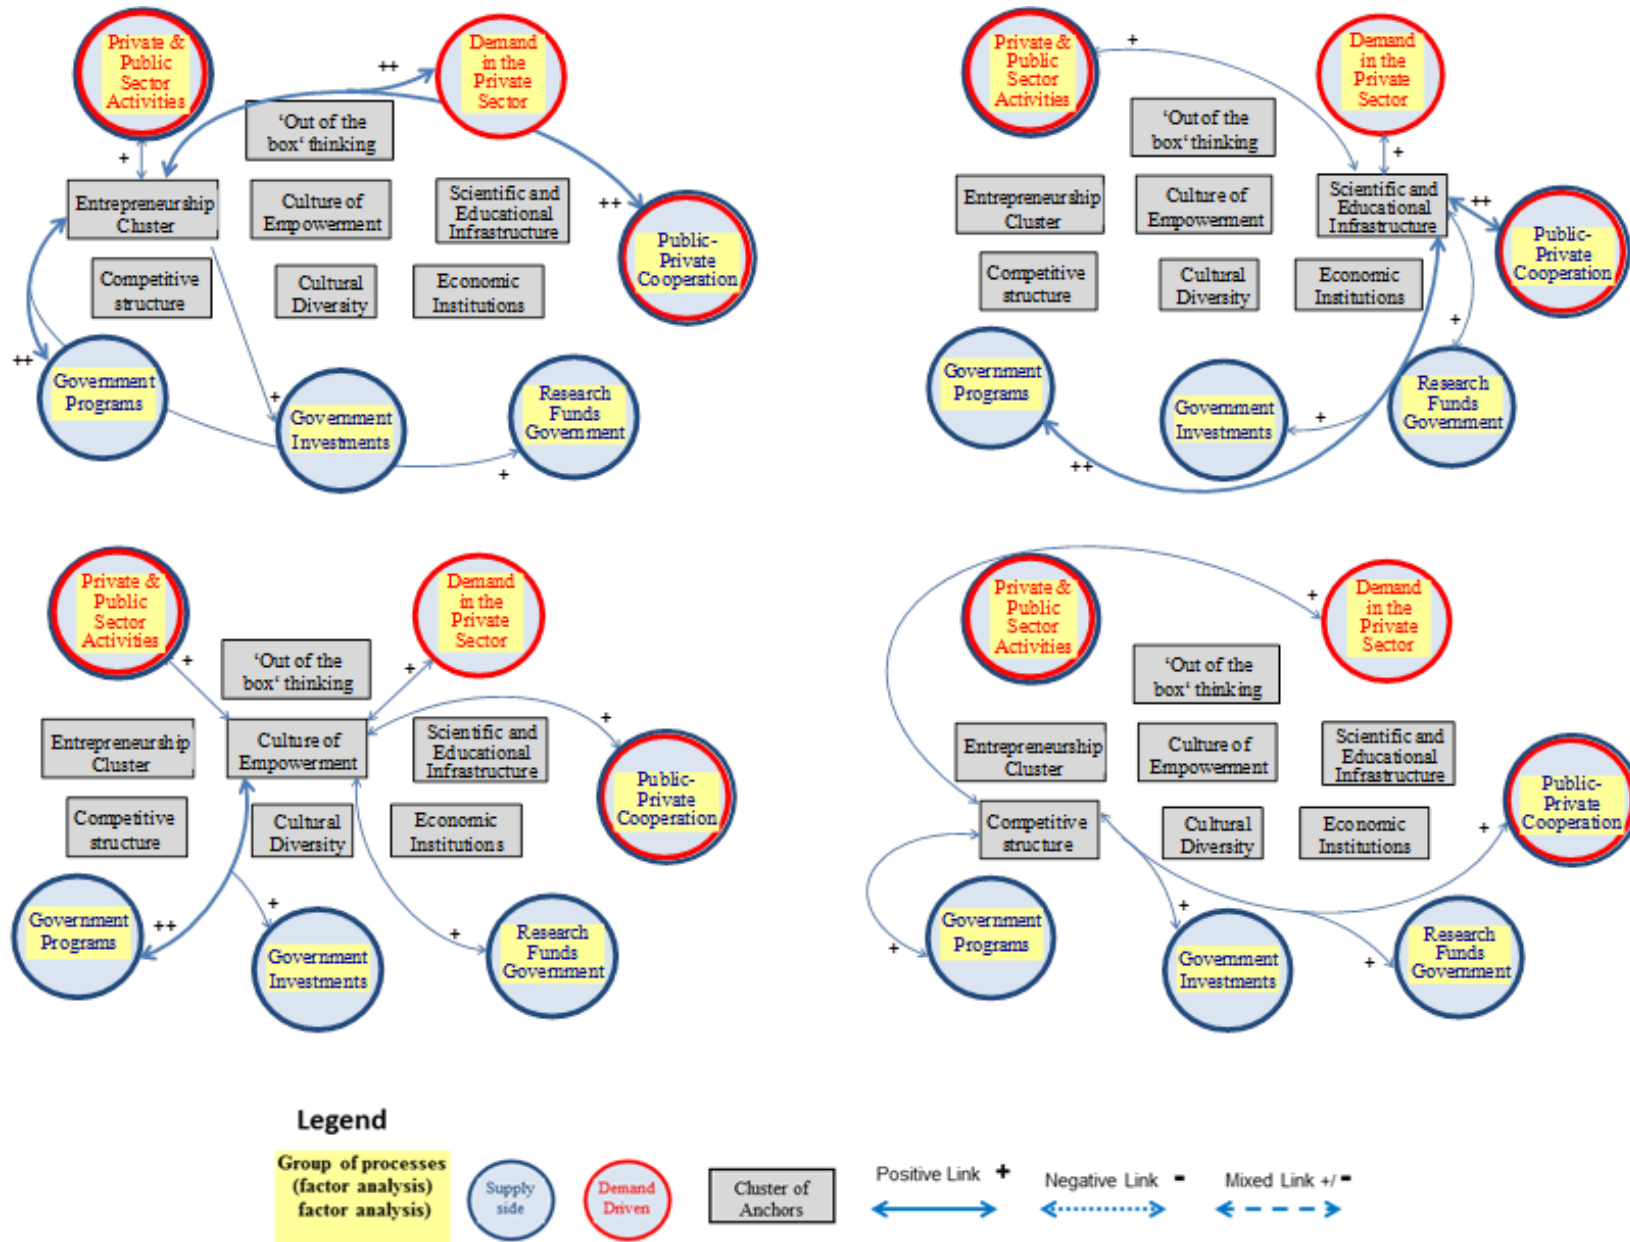 Private &
Public
Sector
Activities
++
Demand
in the
Private
Sector
'Out of the
box' thinking
+
Entrepreneurship
Cluster
Culture of
Empowerment
Scientific and
Educational
Infrastructure
++
Public-
Private
Cooperation
Competitive
structure
Cultural
Diversity
Economic
Institutions
++
Government
Programs
+
Government
Investments
Research
Funds
Government
+
Private &
Public
Sector
Activities
+
Demand
in the
Private
Sector
'Out of the
box' thinking
+
Entrepreneurship
Cluster
Culture of
Empowerment
Scientific and
Educational
Infrastructure
++
Public-
Private
Cooperation
Competitive
structure
Cultural
Diversity
Economic
Institutions
+
Government
Programs
Government
Investments
+
Research
Funds
Government
++
Private &
Public
Sector
Activities
+
Demand
in the
Private
Sector
+
'Out of the
box' thinking
Entrepreneurship
Cluster
Culture of
Empowerment
Scientific and
Educational
Infrastructure
+
Public-
Private
Cooperation
Competitive
structure
Cultural
Diversity
Economic
Institutions
Government
Programs
++
+
Government
Investments
+
Research
Funds
Government
Private &
Public
Sector
Activities
+
Demand
in the
Private
Sector
'Out of the
box' thinking
Entrepreneurship
Cluster
Culture of
Empowerment
Scientific and
Educational
Infrastructure
Public-
Private
Cooperation
+
Competitive
structure
Cultural
Diversity
Economic
Institutions
Government
Programs
+
+
Government
Investments
+
Research
Funds
Government
Legend
Group of processes
(factor analysis)
factor analysis)
Supply
side
Demand
Driven
Cluster of
Anchors
Positive Link +
Negative Link -
Mixed Link +/-